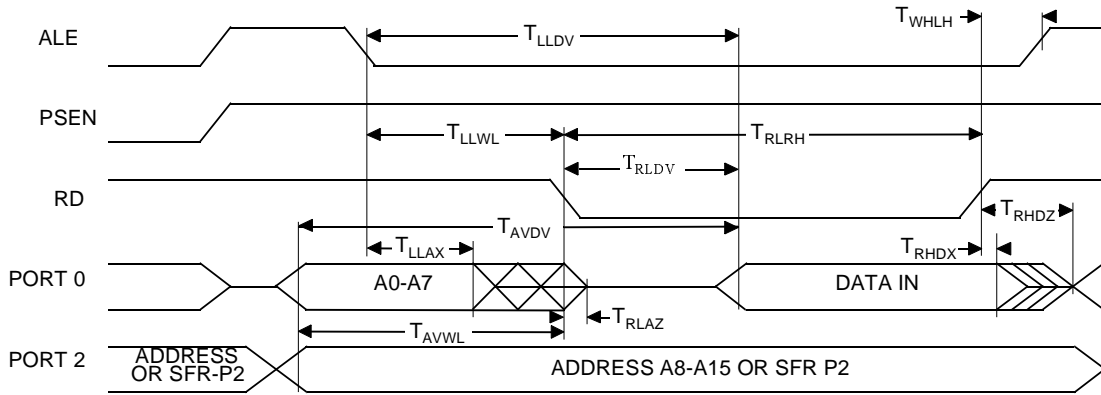 T_WHLH
ALE
T_LLDV
PSEN
T_LLWL
T_RLRH
T_RLDV
RD
T_AVDV
T_RHDZ
T_LLAX
T_RHDX
PORT 0
A0-A7
DATA IN
T_RLAZ
T_AVWL
PORT 2
ADDRESS
OR SFR-P2
ADDRESS A8-A15 OR SFR P2